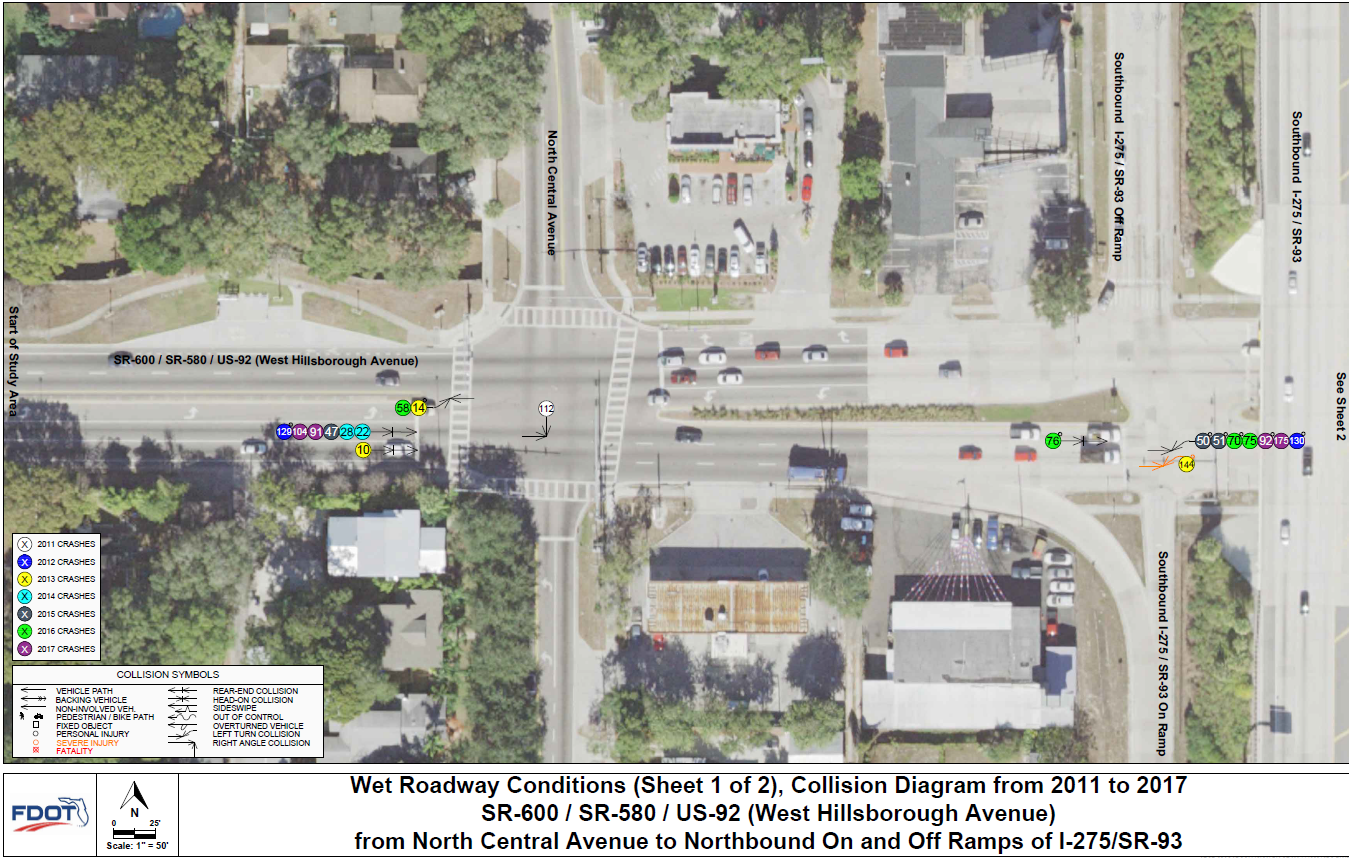 North Central Avenue
Southbound I-275 / SR-93 Off Ramp
Southbound I-275 / SR-93
Start of Study Area
SR-600 / SR-580 / US-92 (West Hillsborough Avenue)
See Sheet 2
58 14
112
129 104 91 47 28 22
10
76
50 51 70 75 92 175 130
144
Southbound I-275 / SR-93 On Ramp
X 2011 CRASHES
X 2012 CRASHES
X 2013 CRASHES
X 2014 CRASHES
X 2015 CRASHES
X 2016 CRASHES
X 2017 CRASHES
COLLISION SYMBOLS
VEHICLE PATH
BACKING VEHICLE
NON-INVOLVED VEH.
PEDESTRIAN / BIKE PATH
FIXED OBJECT
PERSONAL INJURY
SEVERE INJURY
FATALITY
REAR-END COLLISION
HEAD-ON COLLISION
SIDESWIPE
OUT OF CONTROL
OVERTURNED VEHICLE
LEFT TURN COLLISION
RIGHT ANGLE COLLISION
FDOT
N
0 25'
Scale: 1" = 50'
Wet Roadway Conditions (Sheet 1 of 2), Collision Diagram from 2011 to 2017
SR-600 / SR-580 / US-92 (West Hillsborough Avenue)
from North Central Avenue to Northbound On and Off Ramps of I-275/SR-93